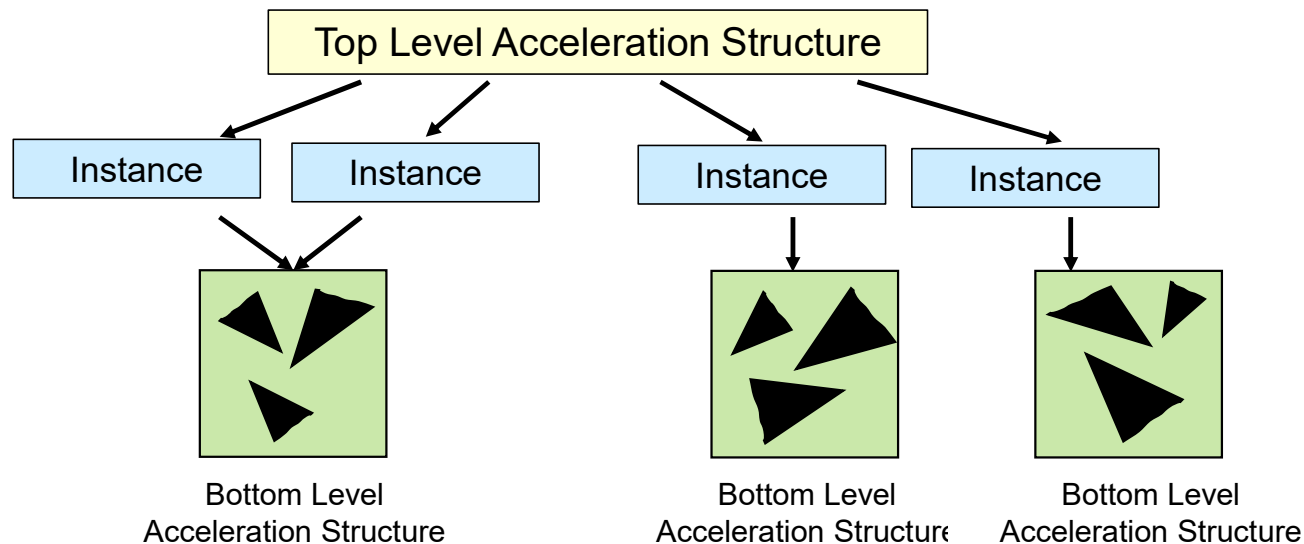 Top Level Acceleration Structure
Instance
Instance
Instance
Instance
Bottom Level
Acceleration Structure
Bottom Level
Acceleration Structure
Bottom Level
Acceleration Structure